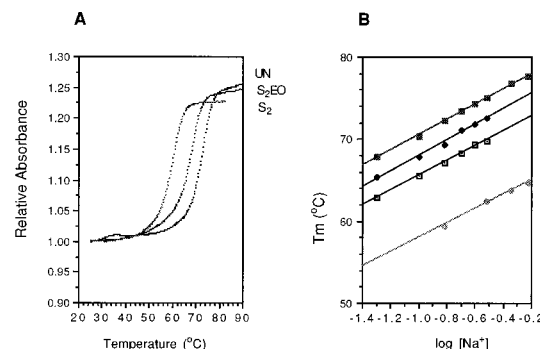 A
1.30
1.25
1.20
1.15
1.10
1.05
1.00
0.95
0.90
Relative Absorbance
UN
S₂EO
S₂
20 30 40 50 60 70 80 90
Temperature (°C)
B
80
70
60
50
Tm (°C)
-1.4 -1.2 -1.0 -0.8 -0.6 -0.4 -0.2
log [Na⁺]